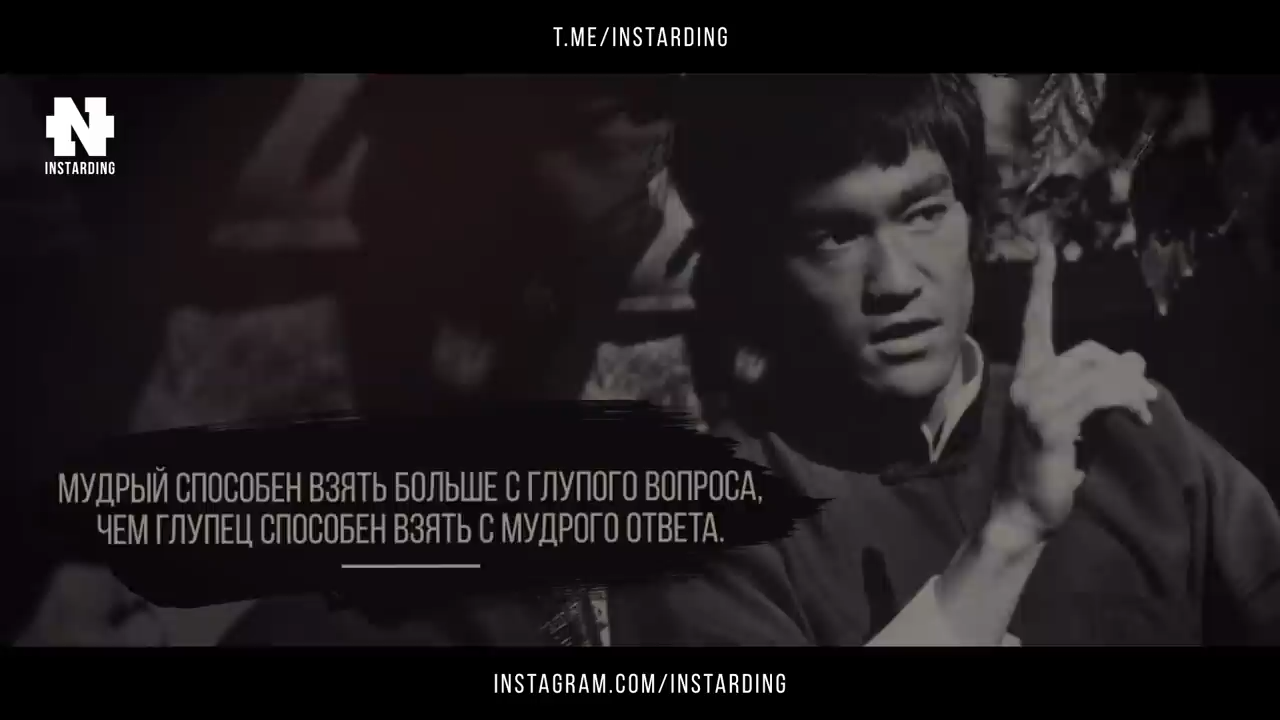 T.ME/INSTARDING
INSTARDING
МУДРЫЙ СПОСОБЕН ВЗЯТЬ БОЛЬШЕ С ГЛУПОГО ВОПРОСА,
ЧЕМ ГЛУПЕЦ СПОСОБЕН ВЗЯТЬ С МУДРОГО ОТВЕТА.
INSTAGRAM.COM/INSTARDING